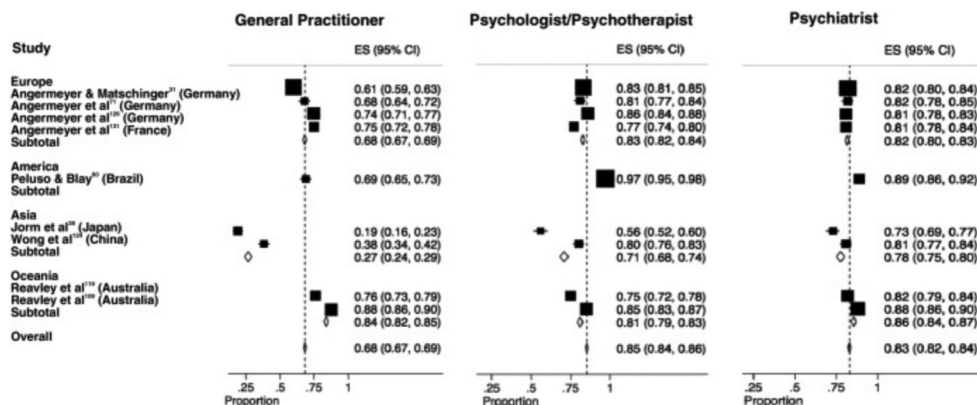 General Practitioner Psychologist/Psychotherapist Psychiatrist
Study ES (95% CI) ES (95% CI) ES (95% CI)
Europe
Angermeyer & Matschinger (Germany) 0.61 (0.59, 0.63) 0.83 (0.81, 0.85) 0.82 (0.80, 0.84)
Angermeyer et al (Germany) 0.68 (0.64, 0.72) 0.81 (0.77, 0.84) 0.82 (0.78, 0.85)
Angermeyer et al (Germany) 0.74 (0.71, 0.77) 0.86 (0.84, 0.88) 0.81 (0.78, 0.83)
Angermeyer et al (France) 0.75 (0.72, 0.78) 0.77 (0.74, 0.80) 0.81 (0.78, 0.84)
Subtotal 0.68 (0.67, 0.69) 0.83 (0.82, 0.84) 0.82 (0.80, 0.83)
America
Peluso & Blay (Brazil) 0.69 (0.65, 0.73) 0.97 (0.95, 0.98) 0.89 (0.86, 0.92)
Subtotal
Asia
Jorm et al (Japan) 0.19 (0.16, 0.23) 0.56 (0.52, 0.60) 0.73 (0.69, 0.77)
Wong et al (China) 0.38 (0.34, 0.42) 0.80 (0.76, 0.83) 0.81 (0.77, 0.84)
Subtotal 0.27 (0.24, 0.29) 0.71 (0.68, 0.74) 0.78 (0.75, 0.80)
Oceania
Reavley et al (Australia) 0.76 (0.73, 0.79) 0.75 (0.72, 0.78) 0.82 (0.79, 0.84)
Reavley et al (Australia) 0.88 (0.86, 0.90) 0.85 (0.83, 0.87) 0.88 (0.86, 0.90)
Subtotal 0.84 (0.82, 0.85) 0.81 (0.79, 0.83) 0.86 (0.84, 0.87)
Overall 0.68 (0.67, 0.69) 0.85 (0.84, 0.86) 0.83 (0.82, 0.84)
.25 .5 .75 1 .25 .5 .75 1 .25 .5 .75 1
Proportion Proportion Proportion